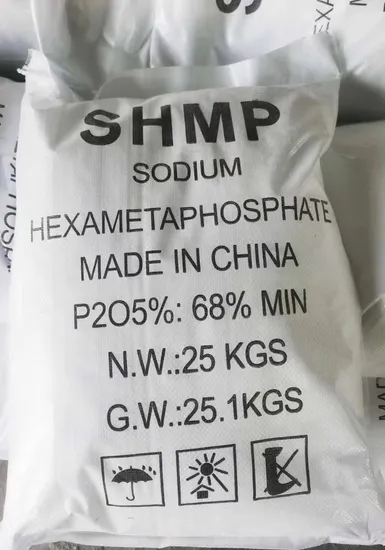 SHMP
SODIUM
HEXAMETAPHOSPHATE
MADE IN CHINA
P2O5%: 68% MIN
N.W.:25 KGS
G.W.:25.1KGS